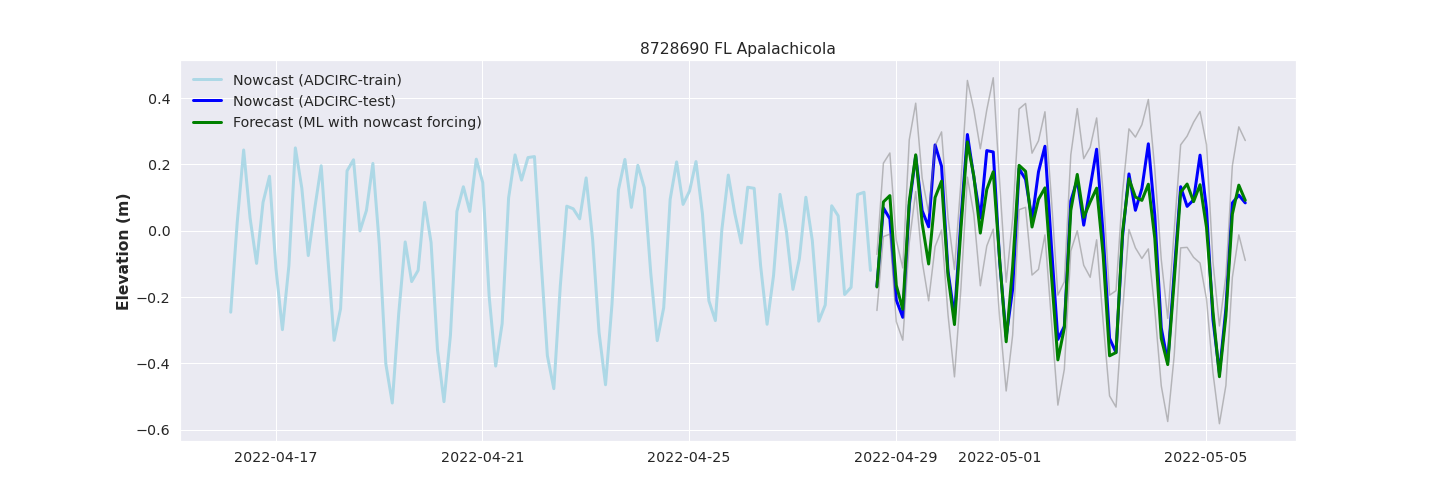 8728690 FL Apalachicola
Nowcast (ADCIRC-train)
Nowcast (ADCIRC-test)
Forecast (ML with nowcast forcing)
Elevation (m)
0.4
0.2
0.0
−0.2
−0.4
−0.6
2022-04-17
2022-04-21
2022-04-25
2022-04-29
2022-05-01
2022-05-05